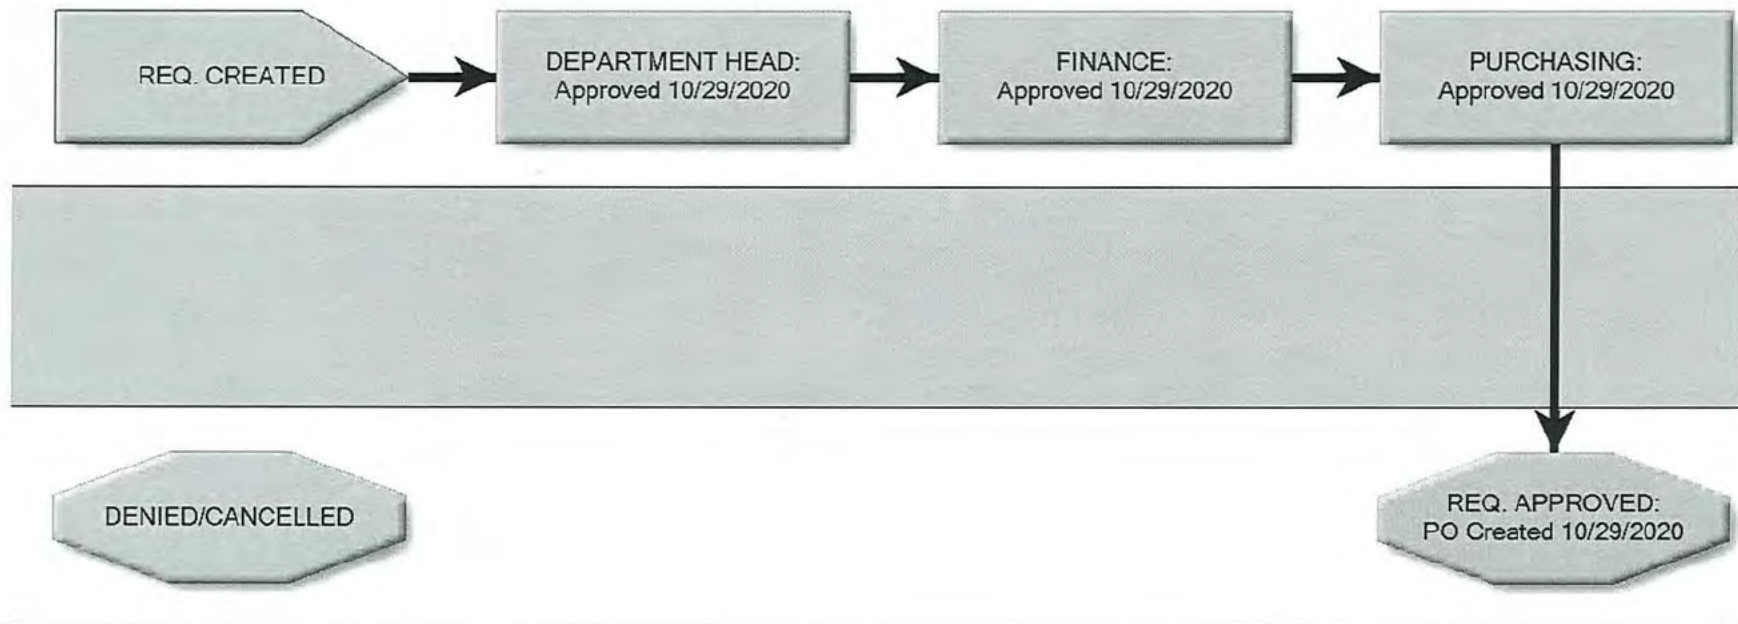 REQ. CREATED
DEPARTMENT HEAD:
Approved 10/29/2020
FINANCE:
Approved 10/29/2020
PURCHASING:
Approved 10/29/2020
DENIED/CANCELLED
REQ. APPROVED:
PO Created 10/29/2020